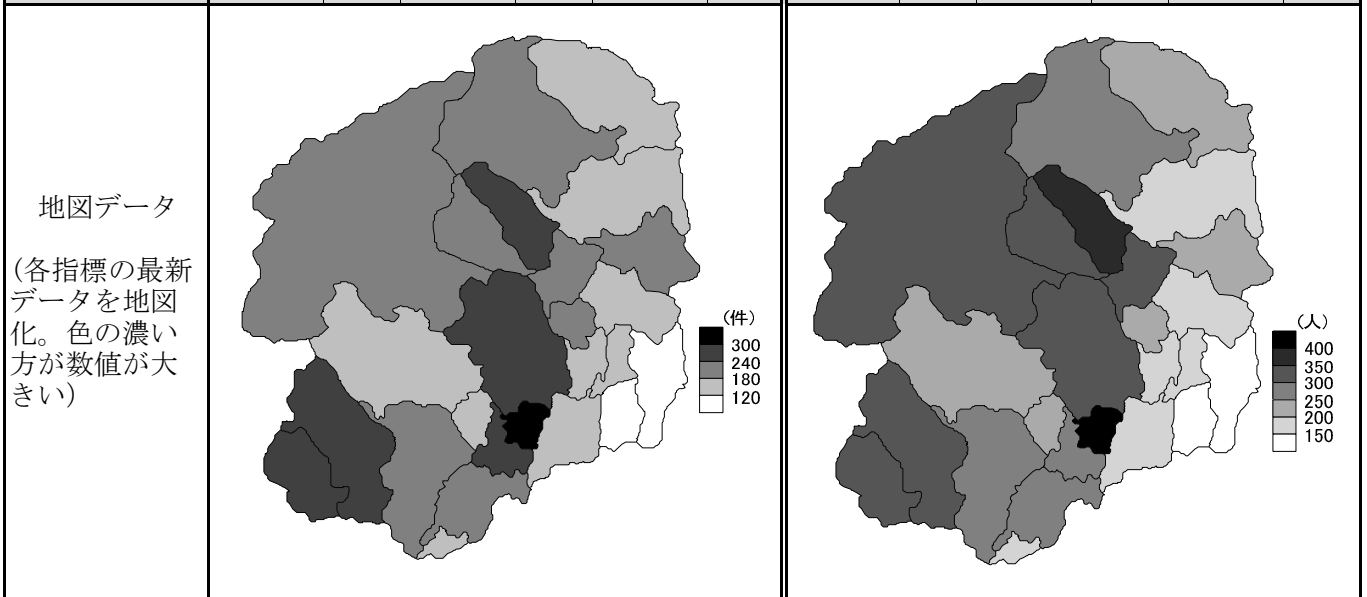 地図データ
（各指標の最新
データを地図
化。色の濃い
方が数値が大
きい）
（件）
300
240
180
120
（人）
400
350
300
250
200
150